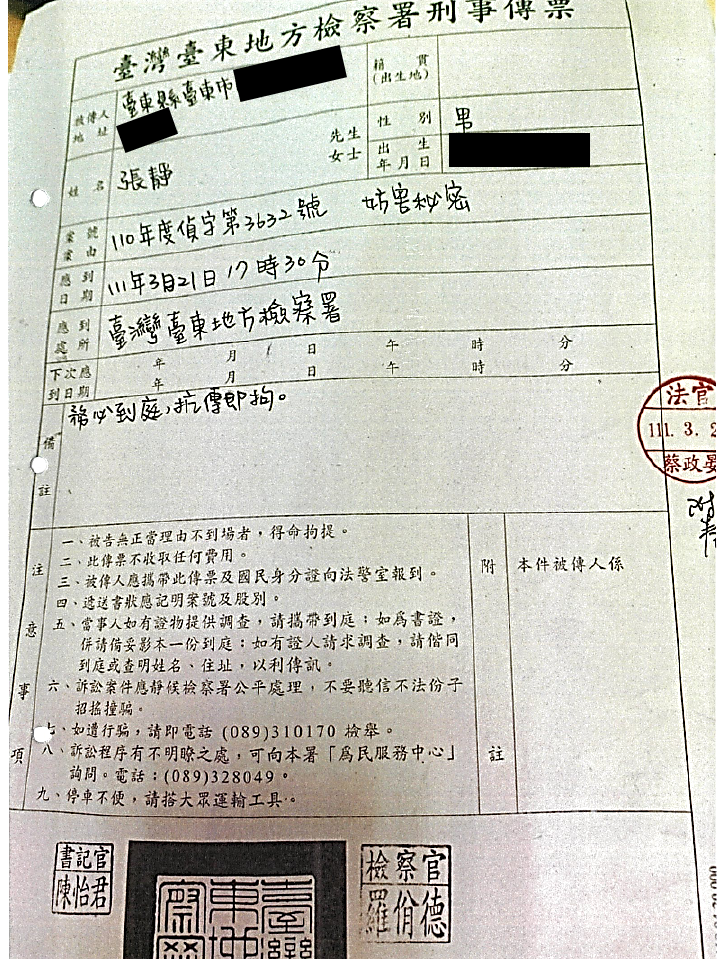 臺灣臺東地方檢察署刑事傳票
被傳人地址 臺東縣臺東市
籍貫(出生地)
姓名 張靜 先生女士
性別 男
出生年月日
案號案由 110年度偵字第3632號 妨害秘密
應到日期 111年3月21日17時30分
應到處所 臺灣臺東地方檢察署
下次應到日期 年 月 日 午 時 分
年 月 日 午 時 分
備註 務必到庭,抗傳即拘。
法官
111. 3. 2
蔡政晏
注意事項
一、被告無正當理由不到場者,得命拘提。
二、此傳票不收取任何費用。
三、被傳人應攜帶此傳票及國民身分證向法警室報到。
四、遞送書狀應記明案號及股別。
五、當事人如有證物提供調查,請攜帶到庭;如為書證,
併請備妥影本一份到庭;如有證人請求調查,請偕同
到庭或查明姓名、住址,以利傳訊。
六、訴訟案件應靜候檢察署公平處理,不要聽信不法份子
招搖撞騙。
七、如遭行騙,請即電話 (089)310170 檢舉。
八、訴訟程序有不明瞭之處,可向本署「為民服務中心」
詢問。電話:(089)328049。
九、停車不便,請搭大眾運輸工具。
附註 本件被傳人係
書記官
陳怡君
檢察官
羅佾德